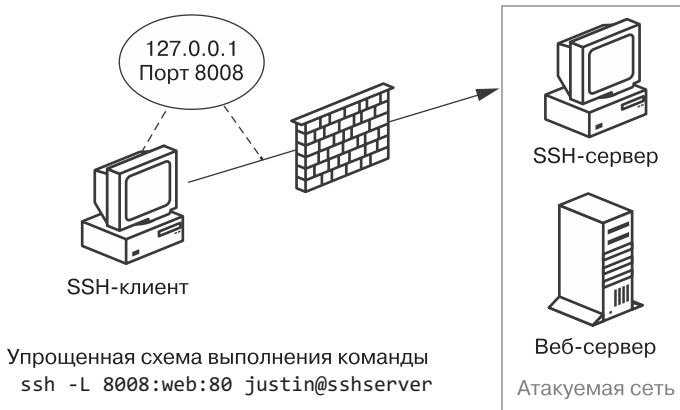 127.0.0.1
Порт 8008
SSH-сервер
SSH-клиент
Веб-сервер
Упрощенная схема выполнения команды
ssh -L 8008:web:80 justin@sshserver
Атакуемая сеть